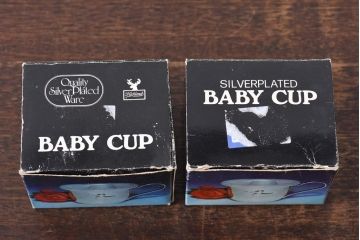 Quality
Silver Plated
Ware
BABY CUP
SILVERPLATED
BABY CUP